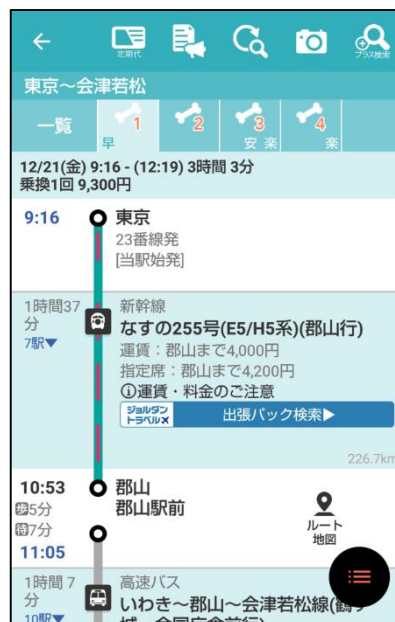 定期代
プラス検索
東京～会津若松
一覧 1 2 3 4
早 安 楽 楽
12/21(金) 9:16 - (12:19) 3時間 3分
乗換1回 9,300円
9:16 東京
23番線発
[当駅始発]
1時間37分 新幹線
7駅▼ なすの255号(E5/H5系)(郡山行)
運賃：郡山まで4,000円
指定席：郡山まで4,200円
ⓘ運賃・料金のご注意
ジョルダン
トラベル 出張パック検索▶
226.7km
10:53 郡山
歩5分 郡山駅前
待7分 ルート
地図
11:05
1時間 7分 高速バス
10駅▼ いわき～郡山～会津若松線(鶴ヶ